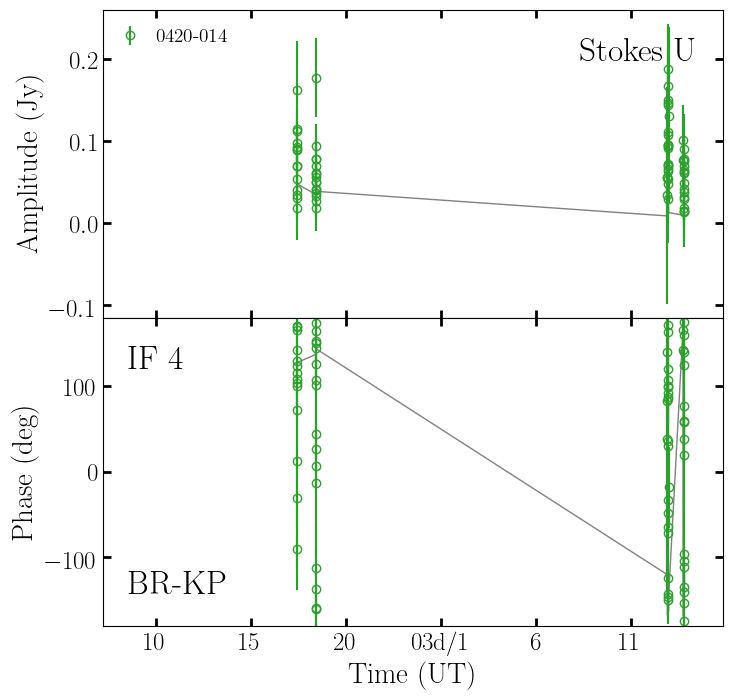 0420-014
Stokes U
0.2
0.1
0.0
−0.1
Amplitude (Jy)
IF 4
100
0
−100
Phase (deg)
BR-KP
10 15 20 03d/1 6 11
Time (UT)